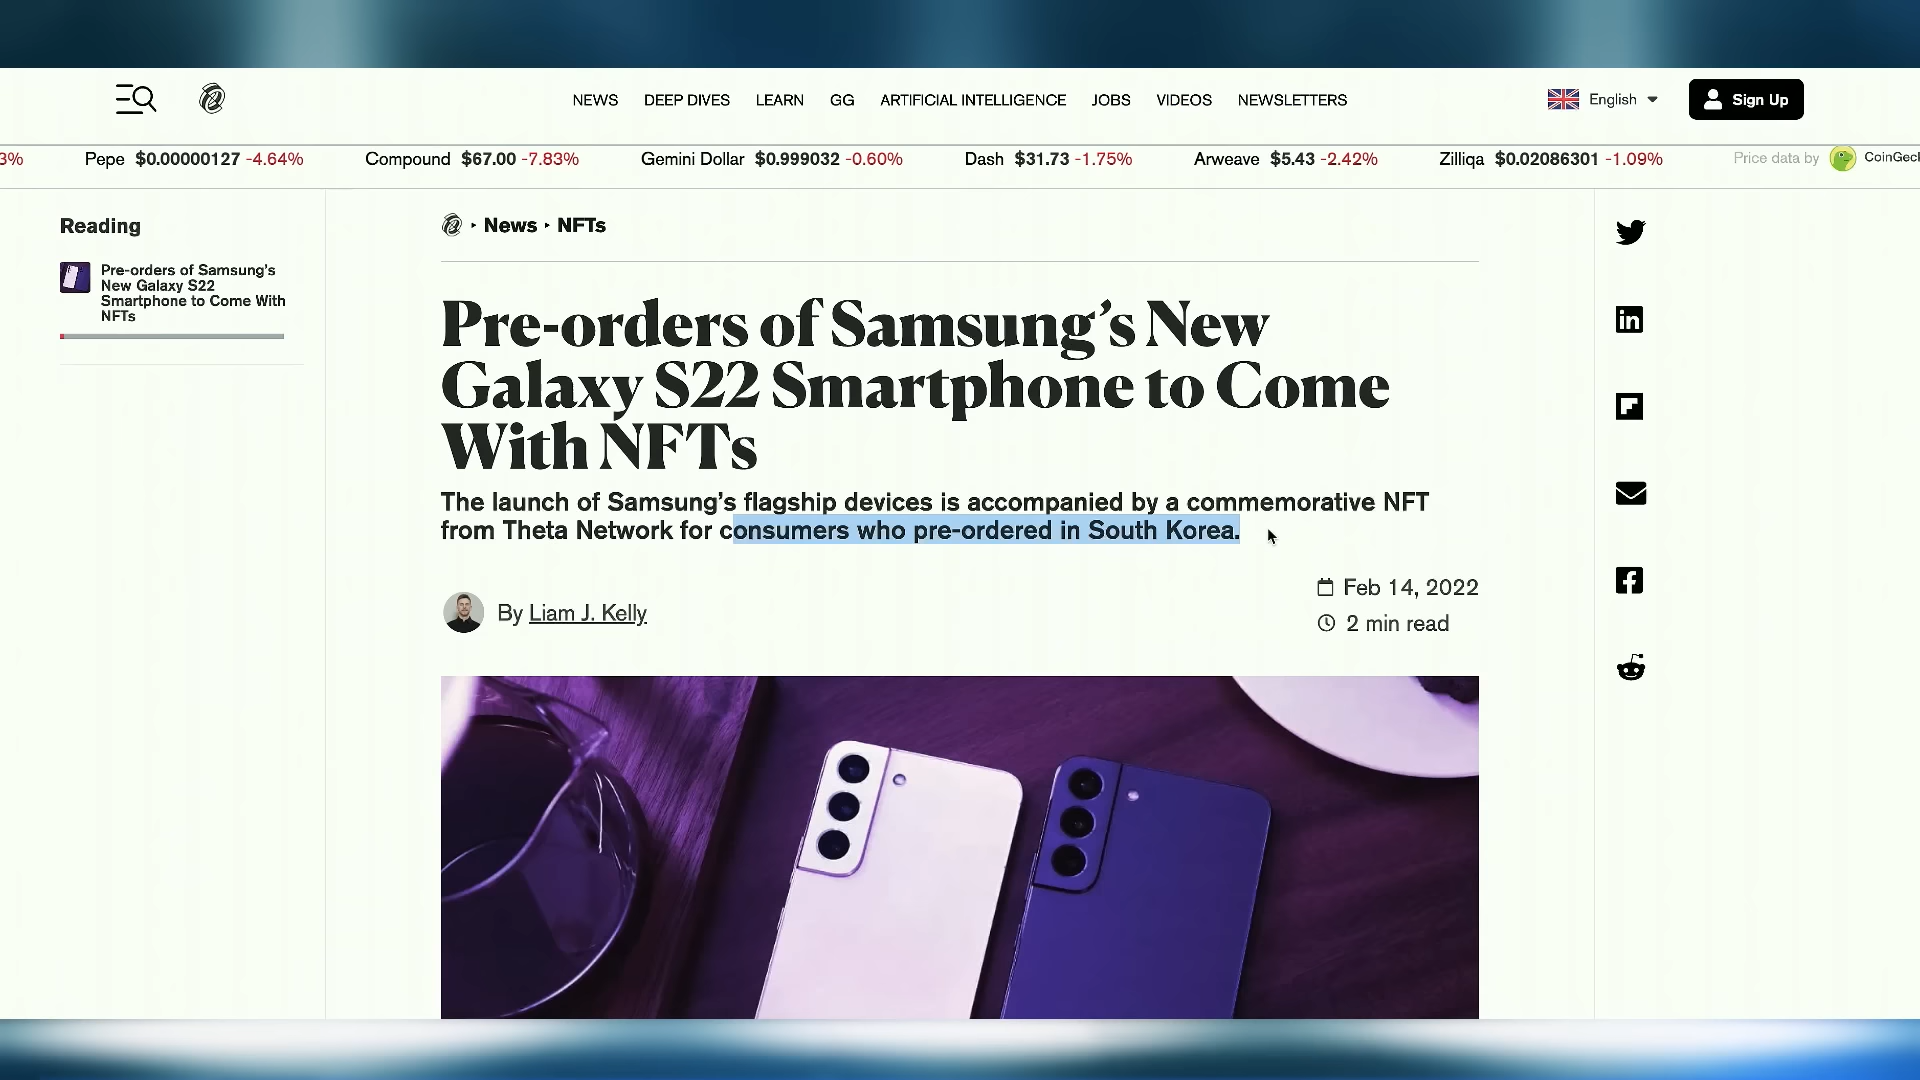 NEWS DEEP DIVES LEARN GG ARTIFICIAL INTELLIGENCE JOBS VIDEOS NEWSLETTERS English Sign Up
3% Pepe $0.00000127 -4.64% Compound $67.00 -7.83% Gemini Dollar $0.999032 -0.60% Dash $31.73 -1.75% Arweave $5.43 -2.42% Zilliqa $0.02086301 -1.09% Price data by CoinGeck
Reading
Pre-orders of Samsung's
New Galaxy S22
Smartphone to Come With
NFTs
News NFTs
Pre-orders of Samsung’s New
Galaxy S22 Smartphone to Come
With NFTs
The launch of Samsung’s flagship devices is accompanied by a commemorative NFT
from Theta Network for consumers who pre-ordered in South Korea.
By Liam J. Kelly
Feb 14, 2022
2 min read